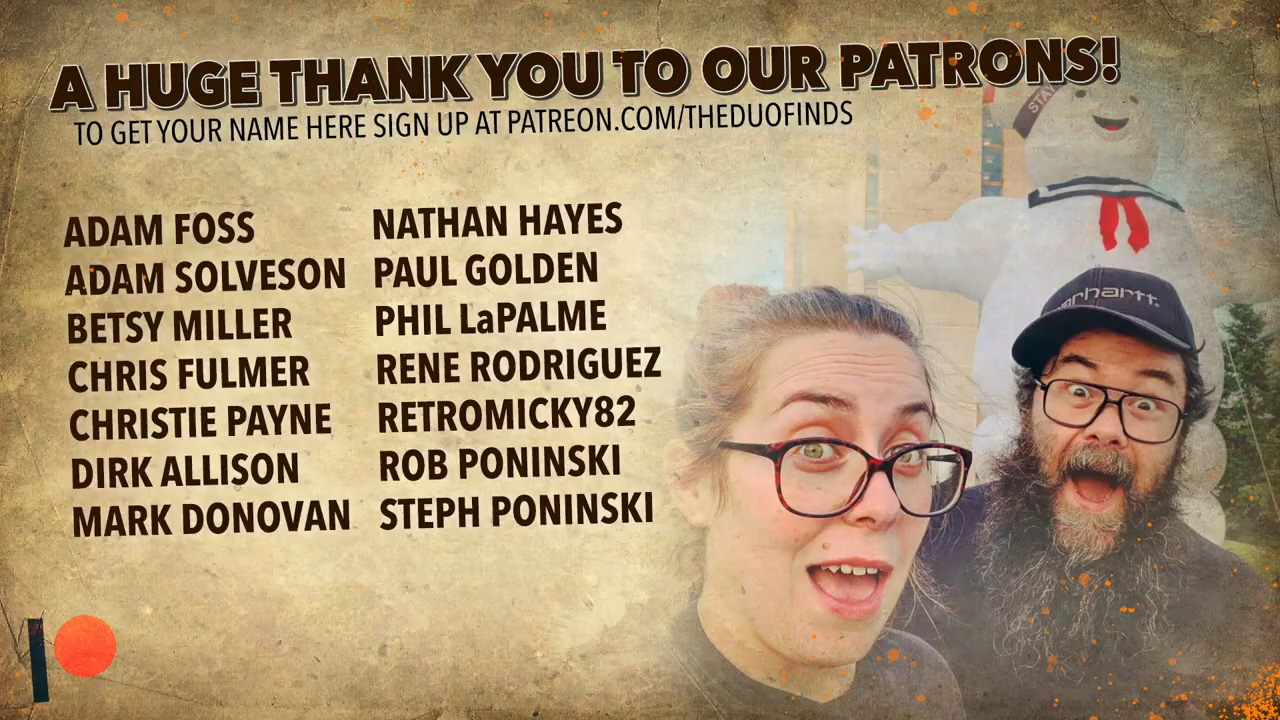 A HUGE THANK YOU TO OUR PATRONS!
TO GET YOUR NAME HERE SIGN UP AT PATREON.COM/THEDUOFINDS
ADAM FOSS
ADAM SOLVESON
BETSY MILLER
CHRIS FULMER
CHRISTIE PAYNE
DIRK ALLISON
MARK DONOVAN
NATHAN HAYES
PAUL GOLDEN
PHIL LaPALME
RENE RODRIGUEZ
RETROMICKY82
ROB PONINSKI
STEPH PONINSKI
STAY
carhartt